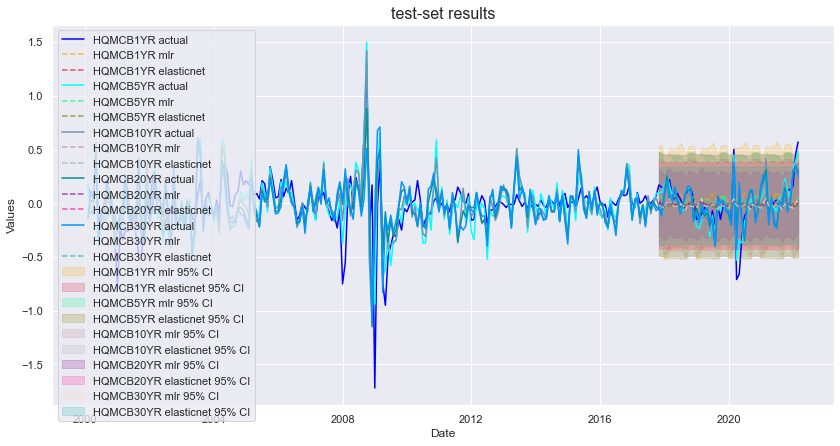 test-set results
1.5
1.0
0.5
0.0
−0.5
−1.0
−1.5
Values
HQMCB1YR actual
HQMCB1YR mlr
HQMCB1YR elasticnet
HQMCB5YR actual
HQMCB5YR mlr
HQMCB5YR elasticnet
HQMCB10YR actual
HQMCB10YR mlr
HQMCB10YR elasticnet
HQMCB20YR actual
HQMCB20YR mlr
HQMCB20YR elasticnet
HQMCB30YR actual
HQMCB30YR mlr
HQMCB30YR elasticnet
HQMCB1YR mlr 95% CI
HQMCB1YR elasticnet 95% CI
HQMCB5YR mlr 95% CI
HQMCB5YR elasticnet 95% CI
HQMCB10YR mlr 95% CI
HQMCB10YR elasticnet 95% CI
HQMCB20YR mlr 95% CI
HQMCB20YR elasticnet 95% CI
HQMCB30YR mlr 95% CI
HQMCB30YR elasticnet 95% CI
2000 2004 2008 2012 2016 2020
Date